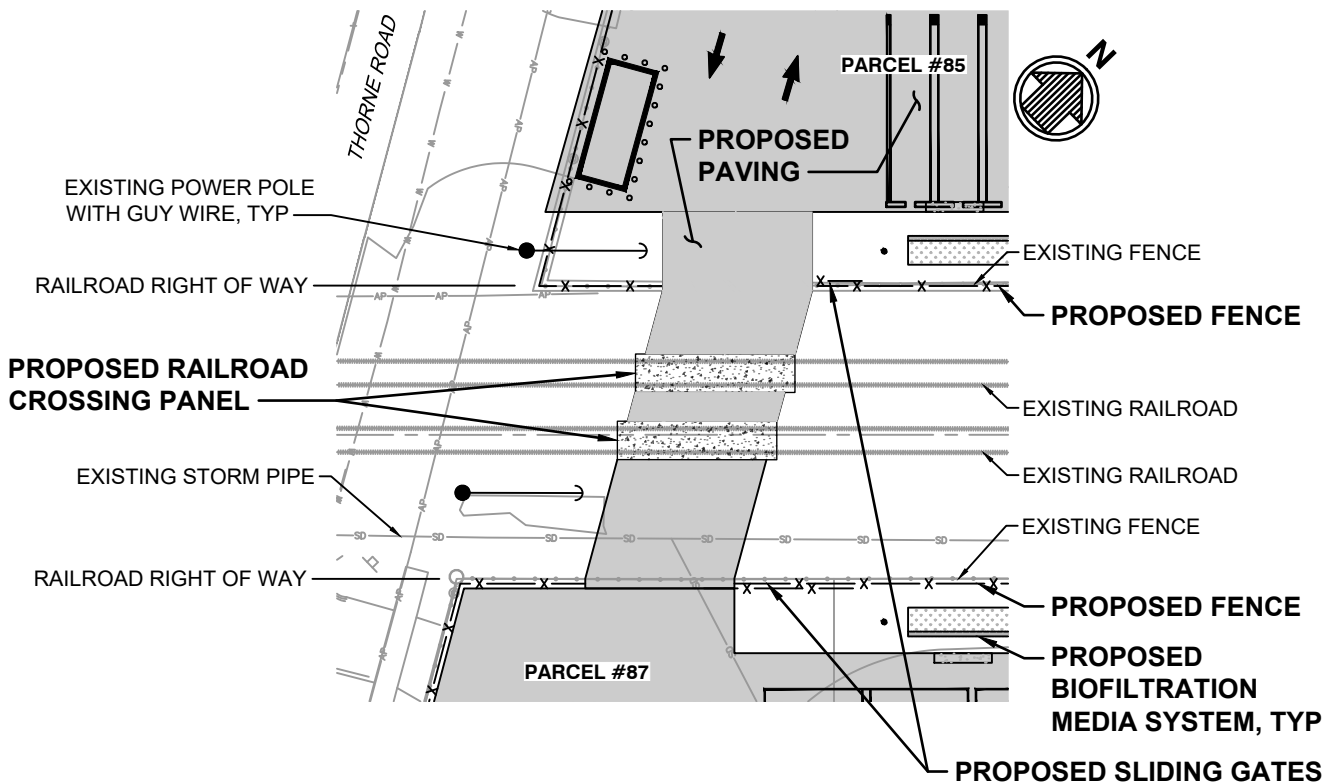 THORNE ROAD
PARCEL #85
N
PROPOSED
PAVING
EXISTING POWER POLE
WITH GUY WIRE, TYP
EXISTING FENCE
RAILROAD RIGHT OF WAY
PROPOSED FENCE
PROPOSED RAILROAD
CROSSING PANEL
EXISTING RAILROAD
EXISTING RAILROAD
EXISTING STORM PIPE
EXISTING FENCE
RAILROAD RIGHT OF WAY
PROPOSED FENCE
PARCEL #87
PROPOSED
BIOFILTRATION
MEDIA SYSTEM, TYP
PROPOSED SLIDING GATES